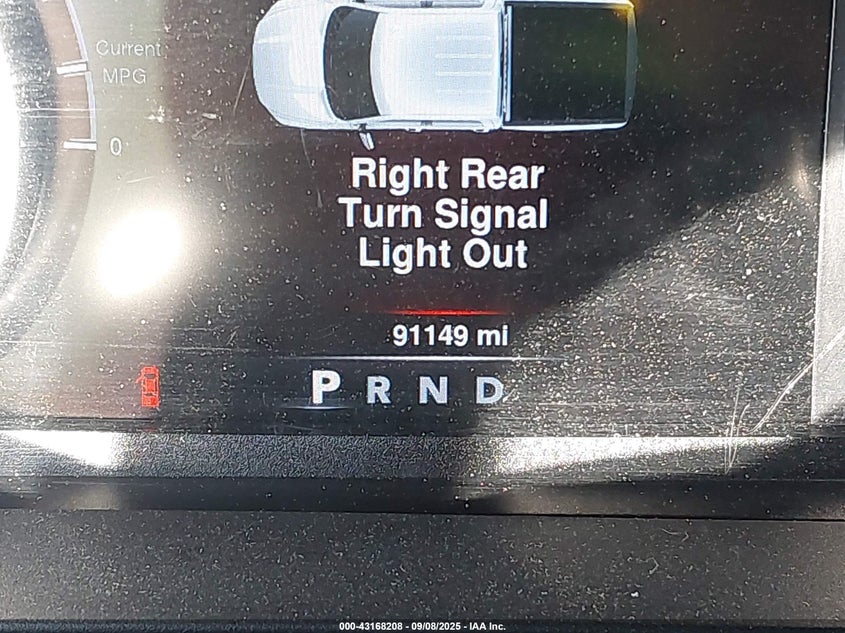 Current
MPG
0
Right Rear
Turn Signal
Light Out
91149 mi
P R N D
000-43168208 - 09/08/2025 - IAA Inc.